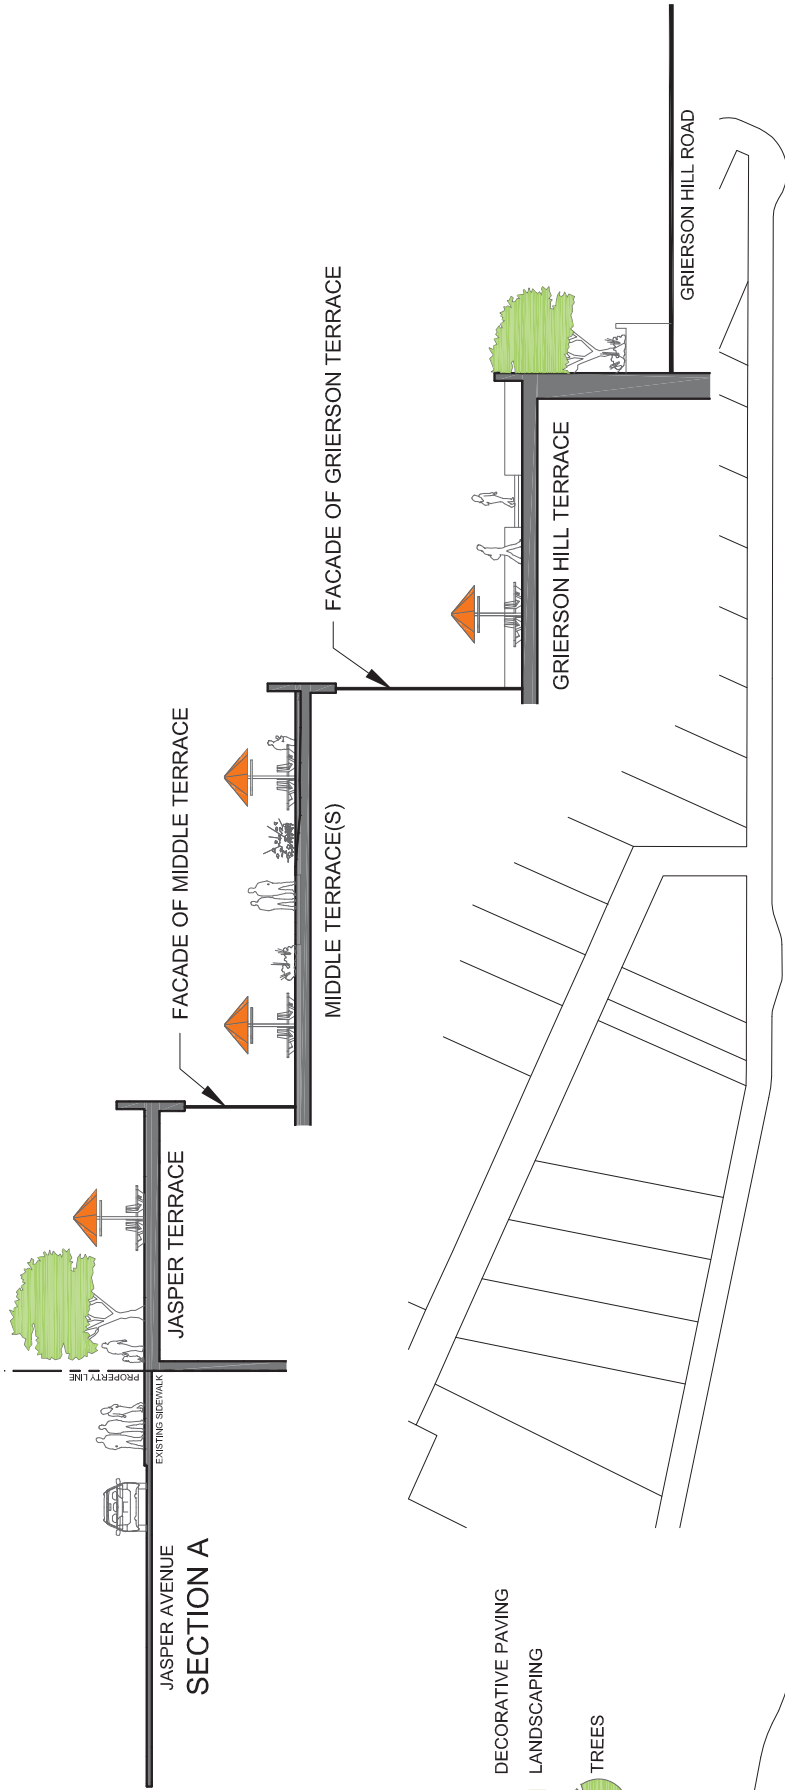 PROPERTY LINE
EXISTING SIDEWALK
JASPER AVENUE
SECTION A
JASPER TERRACE
FACADE OF MIDDLE TERRACE
MIDDLE TERRACE(S)
FACADE OF GRIERSON TERRACE
GRIERSON HILL TERRACE
GRIERSON HILL ROAD
DECORATIVE PAVING
LANDSCAPING
TREES